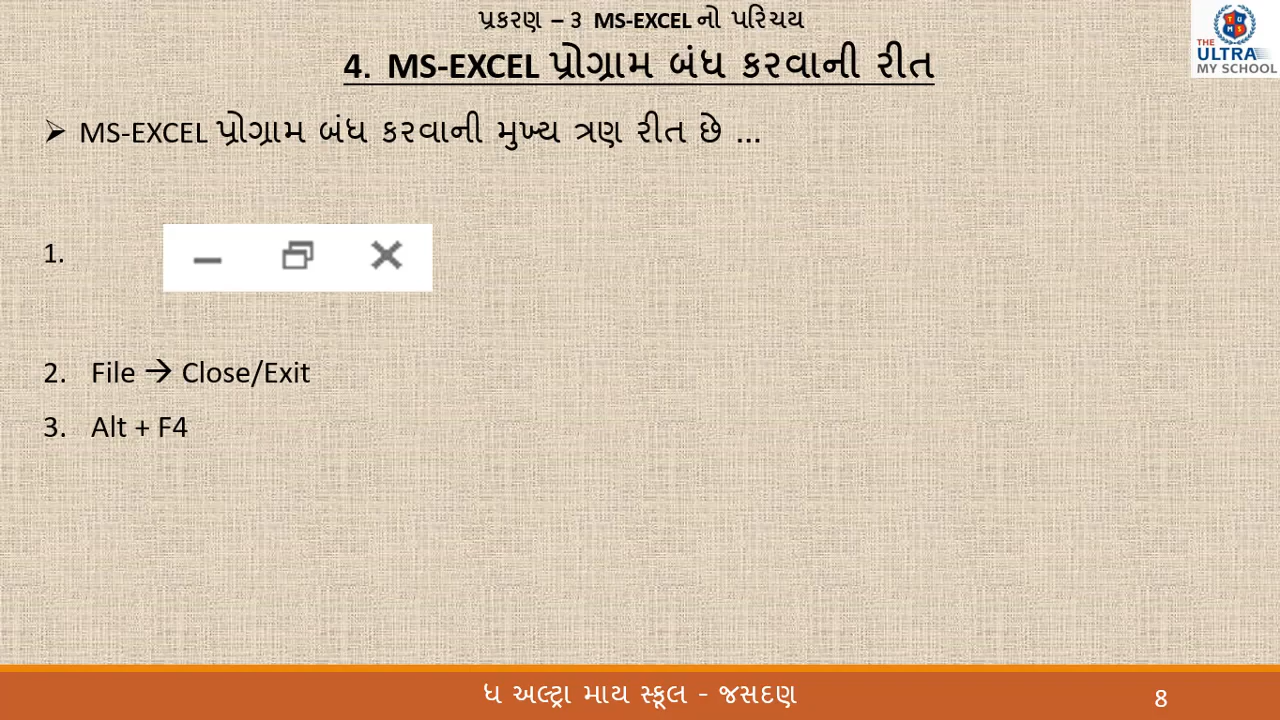 પ્રકરણ – ૩ MS-EXCEL નો પરિચય
THE
ULTRA
MY SCHOOL
4. MS-EXCEL પ્રોગ્રામ બંધ કરવાની રીત
➢ MS-EXCEL પ્રોગ્રામ બંધ કરવાની મુખ્ય ત્રણ રીત છે ...
1.
2. File → Close/Exit
3. Alt + F4
ધ અલ્ટ્રા માય સ્કૂલ - જસદણ
8